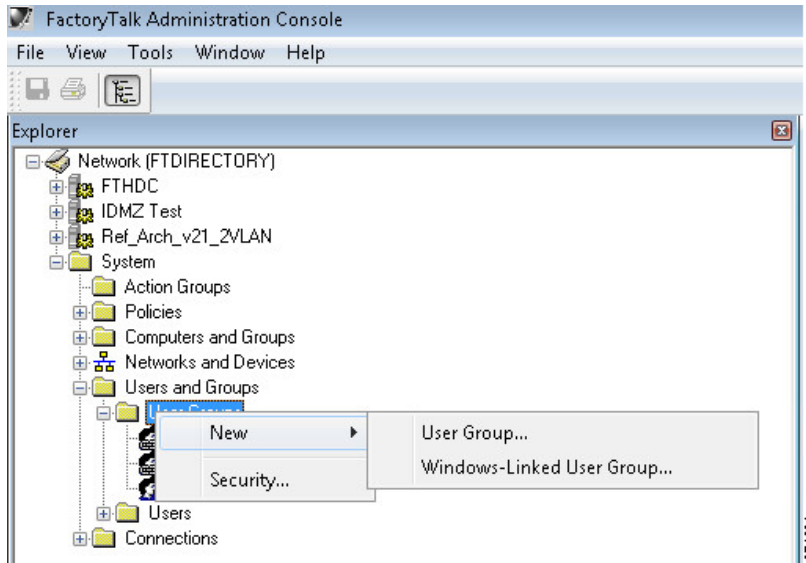 FactoryTalk Administration Console
File View Tools Window Help
Explorer
Network (FTDIRECTORY)
FTHDC
IDMZ Test
Ref_Arch_v21_2VLAN
System
Action Groups
Policies
Computers and Groups
Networks and Devices
Users and Groups
New
User Group...
Windows-Linked User Group...
Security...
Users
Connections